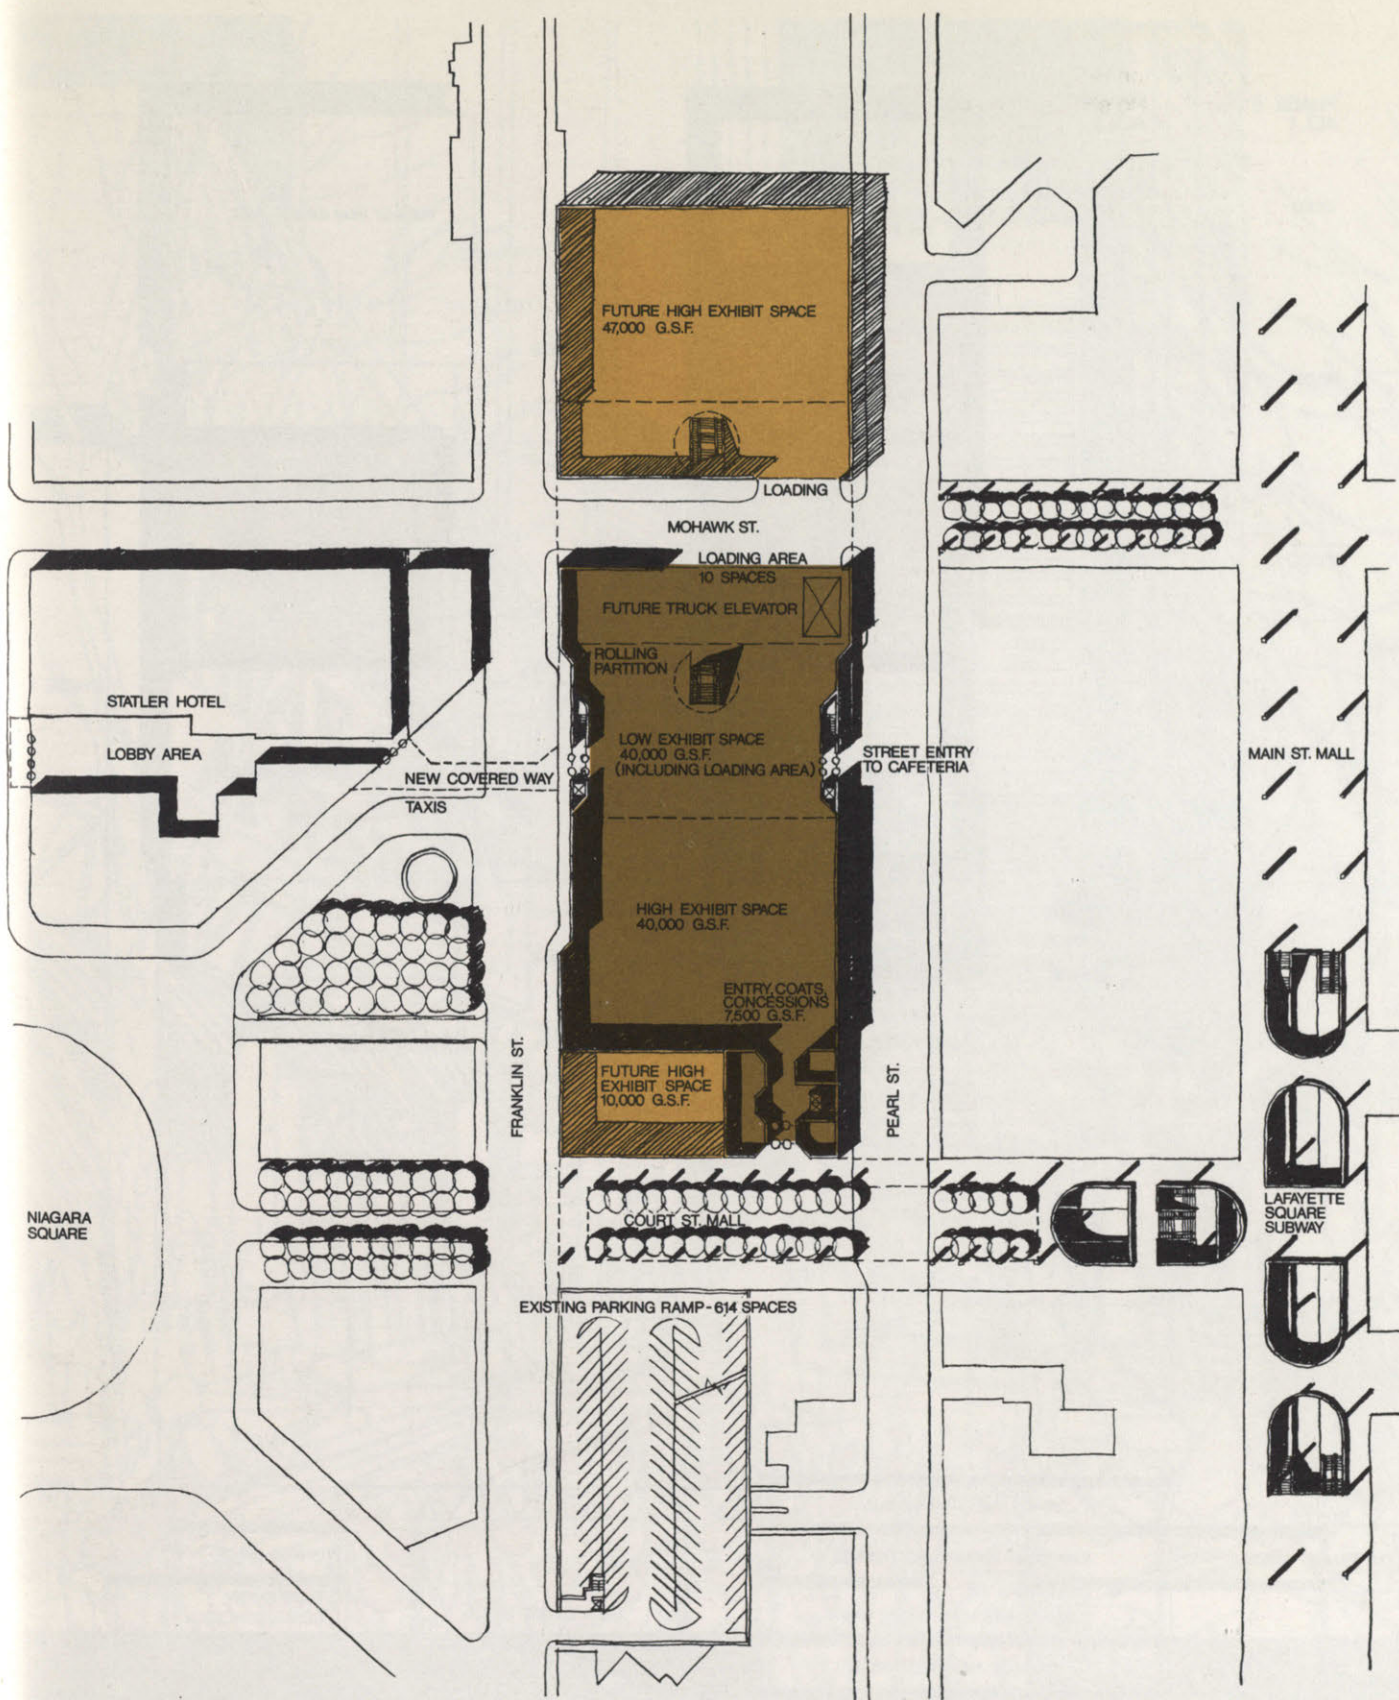 FUTURE HIGH EXHIBIT SPACE
47,000 G.S.F.
LOADING
MOHAWK ST.
LOADING AREA
10 SPACES
FUTURE TRUCK ELEVATOR
ROLLING
PARTITION
STATLER HOTEL
LOBBY AREA
LOW EXHIBIT SPACE
40,000 G.S.F.
(INCLUDING LOADING AREA)
STREET ENTRY
TO CAFETERIA
MAIN ST. MALL
NEW COVERED WAY
TAXIS
HIGH EXHIBIT SPACE
40,000 G.S.F.
ENTRY, COATS,
CONCESSIONS
7,500 G.S.F.
FRANKLIN ST.
FUTURE HIGH
EXHIBIT SPACE
10,000 G.S.F.
PEARL ST.
NIAGARA
SQUARE
COURT ST. MALL
LAFAYETTE
SQUARE
SUBWAY
EXISTING PARKING RAMP-614 SPACES